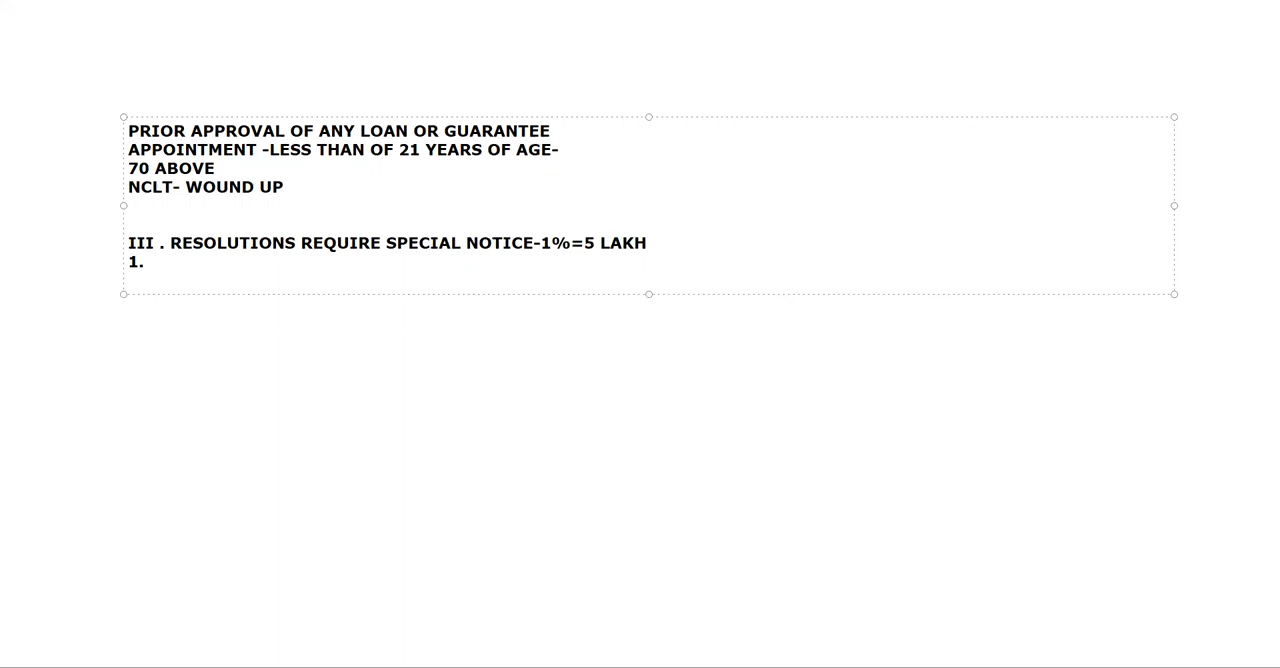 PRIOR APPROVAL OF ANY LOAN OR GUARANTEE
APPOINTMENT -LESS THAN OF 21 YEARS OF AGE-
70 ABOVE
NCLT- WOUND UP
III . RESOLUTIONS REQUIRE SPECIAL NOTICE-1%=5 LAKH
1.